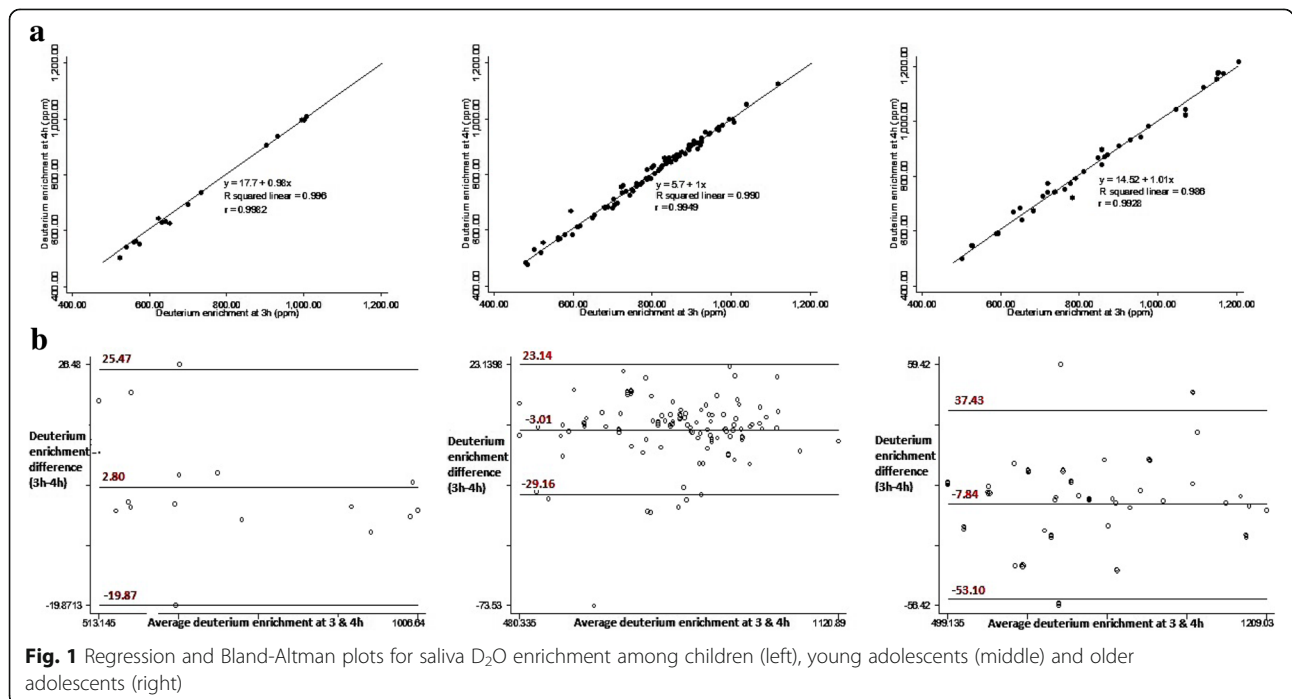 a
Dauterium enrichment at 4h (ppm)
400.00 600.00 800.00 1,000.00 1,200.00
y = 17.7 + 0.98x
R squared linear = 0.996
r = 0.9982
400.00 600.00 800.00 1,000.00 1,200.00
Deuterium enrichment at 3h (ppm)
Dauterium enrichment at 4h (ppm)
400.00 600.00 800.00 1,000.00 1,200.00
y = 5.7 + 1x
R squared linear = 0.990
r = 0.9949
400.00 600.00 800.00 1,000.00 1,200.00
Deuterium enrichment at 3h (ppm)
Dauterium enrichment at 4h (ppm)
400.00 600.00 800.00 1,000.00 1,200.00
y = 14.52 + 1.01x
R squared linear = 0.986
r = 0.9928
400.00 600.00 800.00 1,000.00 1,200.00
Deuterium enrichment at 3h (ppm)
b
26.48
25.47
Deuterium
enrichment
difference
(3h-4h)
2.80
-19.87
-19.8713
513.145 Average deuterium enrichment at 3 & 4h 1006.64
23.1398
23.14
Deuterium
enrichment
difference
(3h-4h)
-3.01
-29.16
-73.53
480.335 Average deuterium enrichment at 3 & 4h 1120.89
59.42
37.43
Deuterium
enrichment
difference
(3h-4h)
-7.84
-53.10
-56.42
499.135 Average deuterium enrichment at 3 & 4h 1209.03
Fig. 1 Regression and Bland-Altman plots for saliva D₂O enrichment among children (left), young adolescents (middle) and older
adolescents (right)